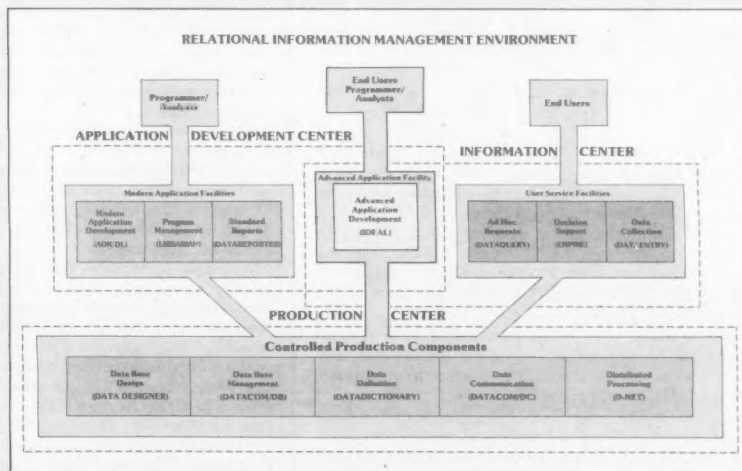 RELATIONAL INFORMATION MANAGEMENT ENVIRONMENT
Programmer/
Analysts
End Users
Programmer/
Analysts
End Users
APPLICATION DEVELOPMENT CENTER
INFORMATION CENTER
Modern Application Facilities
Modern
Application
Development
(ADR/DL)
Program
Management
(LIBRARIAN)
Standard
Reports
(DATAREPORTER)
Advanced Application Facility
Advanced
Application
Development
(IDEAL)
User Service Facilities
Ad Hoc
Requests
(DATAQUERY)
Decision
Support
(EMPIRE)
Data
Collection
(DATAENTRY)
PRODUCTION CENTER
Controlled Production Components
Data Base
Design
(DATA DESIGNER)
Data Base
Management
(DATACOM/DB)
Data
Definition
(DATADICTIONARY)
Data
Communication
(DATACOM/DC)
Distributed
Processing
(D-NET)